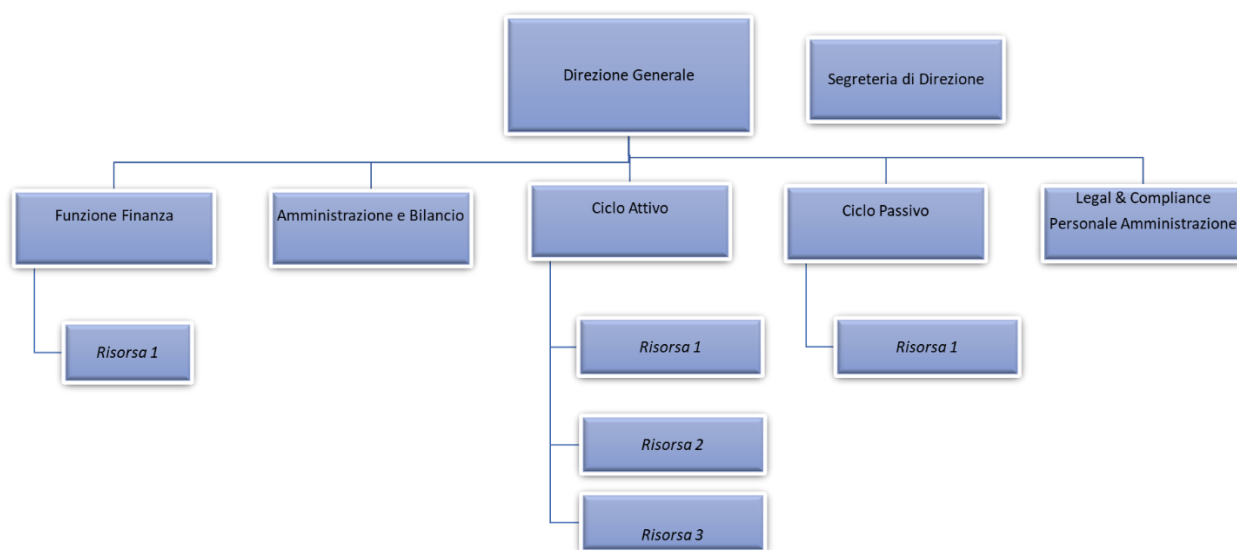 Direzione Generale
Segreteria di Direzione
Funzione Finanza
Amministrazione e Bilancio
Ciclo Attivo
Ciclo Passivo
Legal & Compliance
Personale Amministrazione
Risorsa 1
Risorsa 1
Risorsa 1
Risorsa 2
Risorsa 3